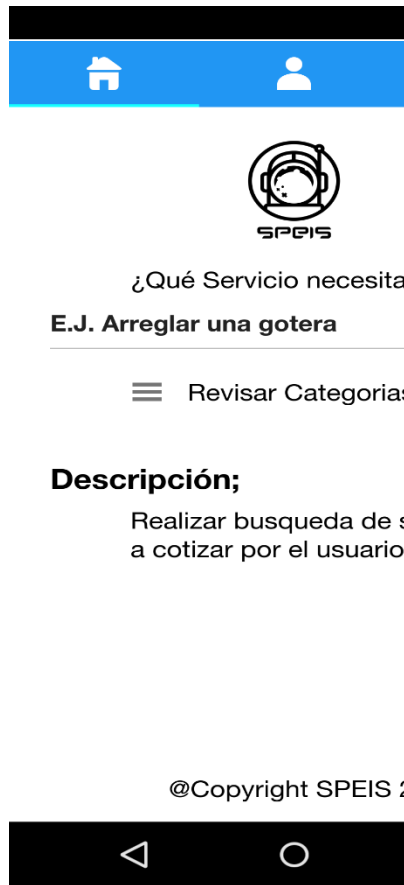 SPEIS
¿Qué Servicio necesita
E.J. Arreglar una gotera
Revisar Categorias
Descripción;
Realizar busqueda de s
a cotizar por el usuario
@Copyright SPEIS 2